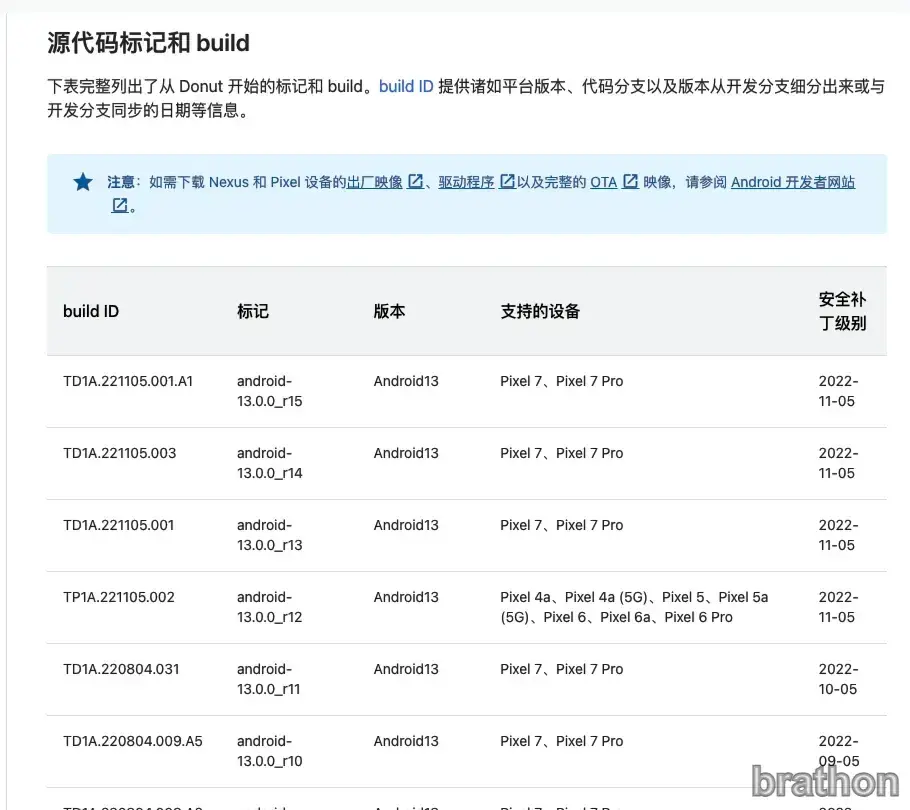 源代码标记和 build
下表完整列出了从 Donut 开始的标记和 build。build ID 提供诸如平台版本、代码分支以及版本从开发分支细分出来或与
开发分支同步的日期等信息。
注意：如需下载 Nexus 和 Pixel 设备的出厂映像、驱动程序以及完整的 OTA 映像，请参阅 Android 开发者网站
。
build ID 标记 版本 支持的设备 安全补
丁级别
TD1A.221105.001.A1 android- Android13 Pixel 7、Pixel 7 Pro 2022-
13.0.0_r15 11-05
TD1A.221105.003 android- Android13 Pixel 7、Pixel 7 Pro 2022-
13.0.0_r14 11-05
TD1A.221105.001 android- Android13 Pixel 7、Pixel 7 Pro 2022-
13.0.0_r13 11-05
TP1A.221105.002 android- Android13 Pixel 4a、Pixel 4a (5G)、Pixel 5、Pixel 5a 2022-
13.0.0_r12 (5G)、Pixel 6、Pixel 6a、Pixel 6 Pro 11-05
TD1A.220804.031 android- Android13 Pixel 7、Pixel 7 Pro 2022-
13.0.0_r11 10-05
TD1A.220804.009.A5 android- Android13 Pixel 7、Pixel 7 Pro 2022-
13.0.0_r10 09-05
brathon